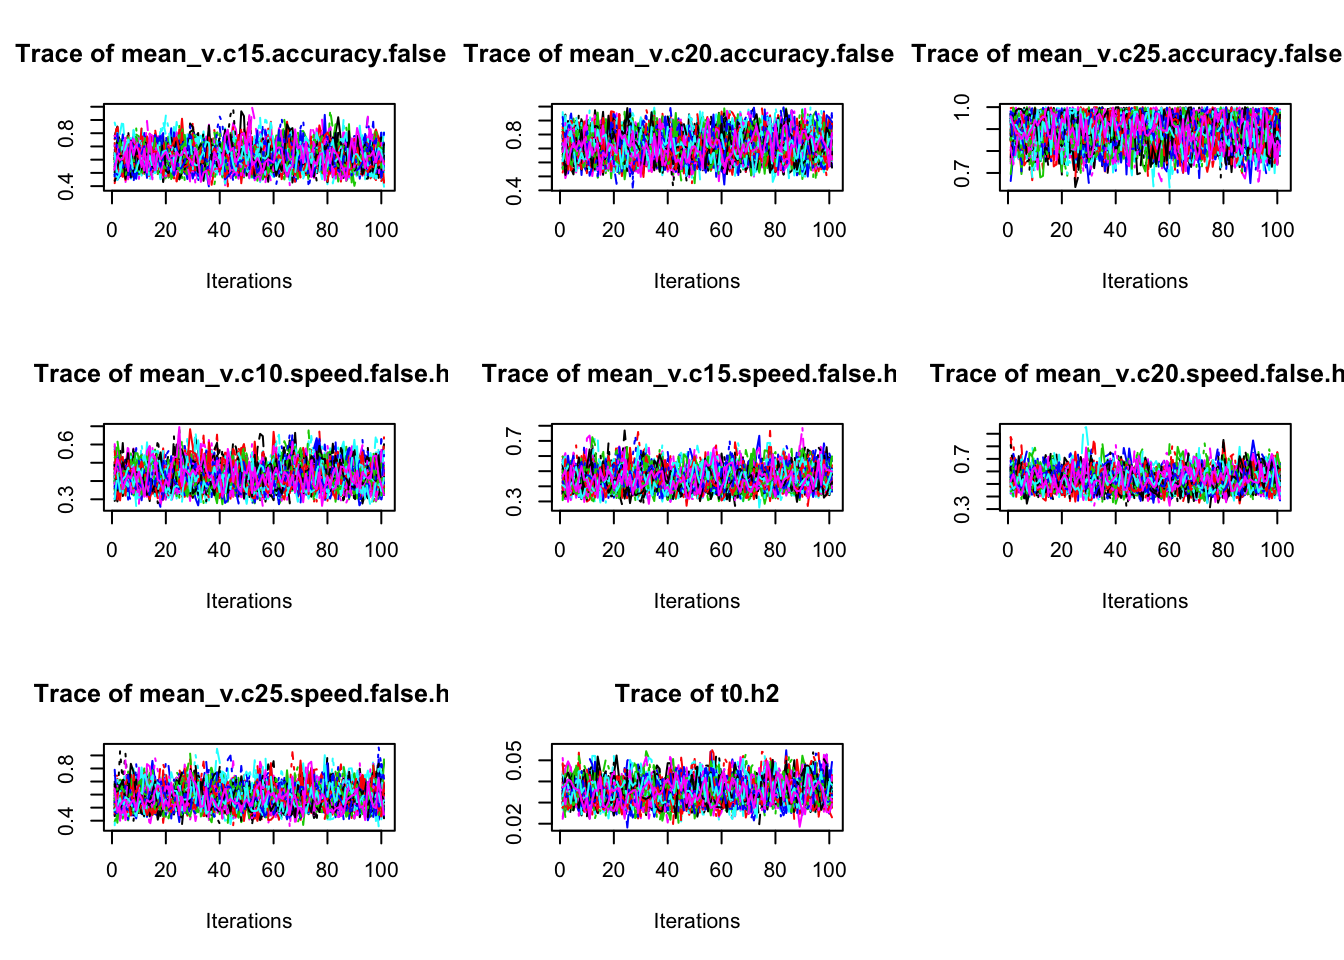 Trace of mean_v.c15.accuracy.false
0.8
0.4
0 20 40 60 80 100
Iterations
Trace of mean_v.c20.accuracy.false
0.8
0.4
0 20 40 60 80 100
Iterations
Trace of mean_v.c25.accuracy.false
1.0
0.7
0 20 40 60 80 100
Iterations
Trace of mean_v.c10.speed.false.h
0.6
0.3
0 20 40 60 80 100
Iterations
Trace of mean_v.c15.speed.false.h
0.7
0.3
0 20 40 60 80 100
Iterations
Trace of mean_v.c20.speed.false.h
0.7
0.3
0 20 40 60 80 100
Iterations
Trace of mean_v.c25.speed.false.h
0.8
0.4
0 20 40 60 80 100
Iterations
Trace of t0.h2
0.05
0.02
0 20 40 60 80 100
Iterations